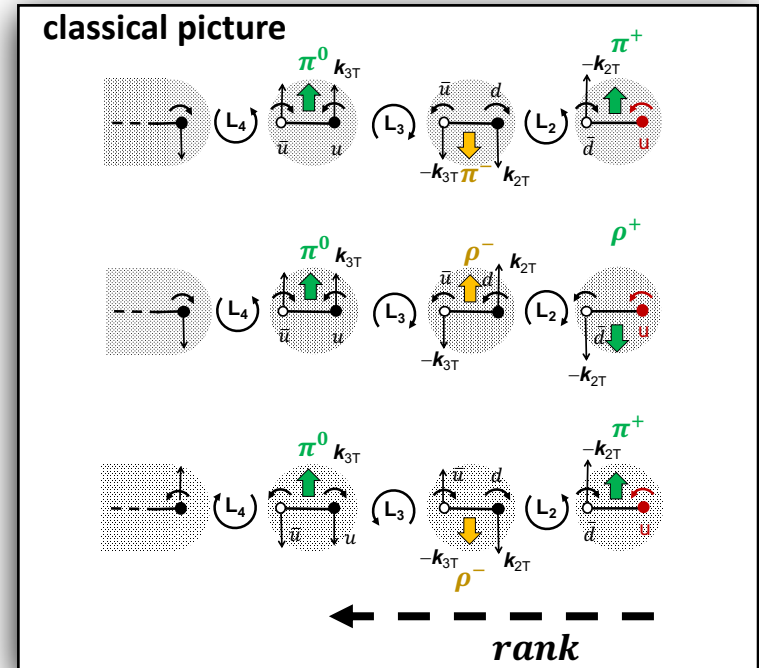 classical picture
π⁰ k₃T π⁺
−k₂T
ū d
L₄ L₃ L₂
ū u d̄ u
−k₃T π⁻ k₂T
ρ⁺
π⁰ k₃T ρ⁻ k₂T
ū d
L₄ L₃ L₂
ū u d̄ u
−k₃T −k₂T
π⁺
π⁰ k₃T −k₂T
ū d
L₄ L₃ L₂
ū u d̄ u
−k₃T k₂T
ρ⁻
rank